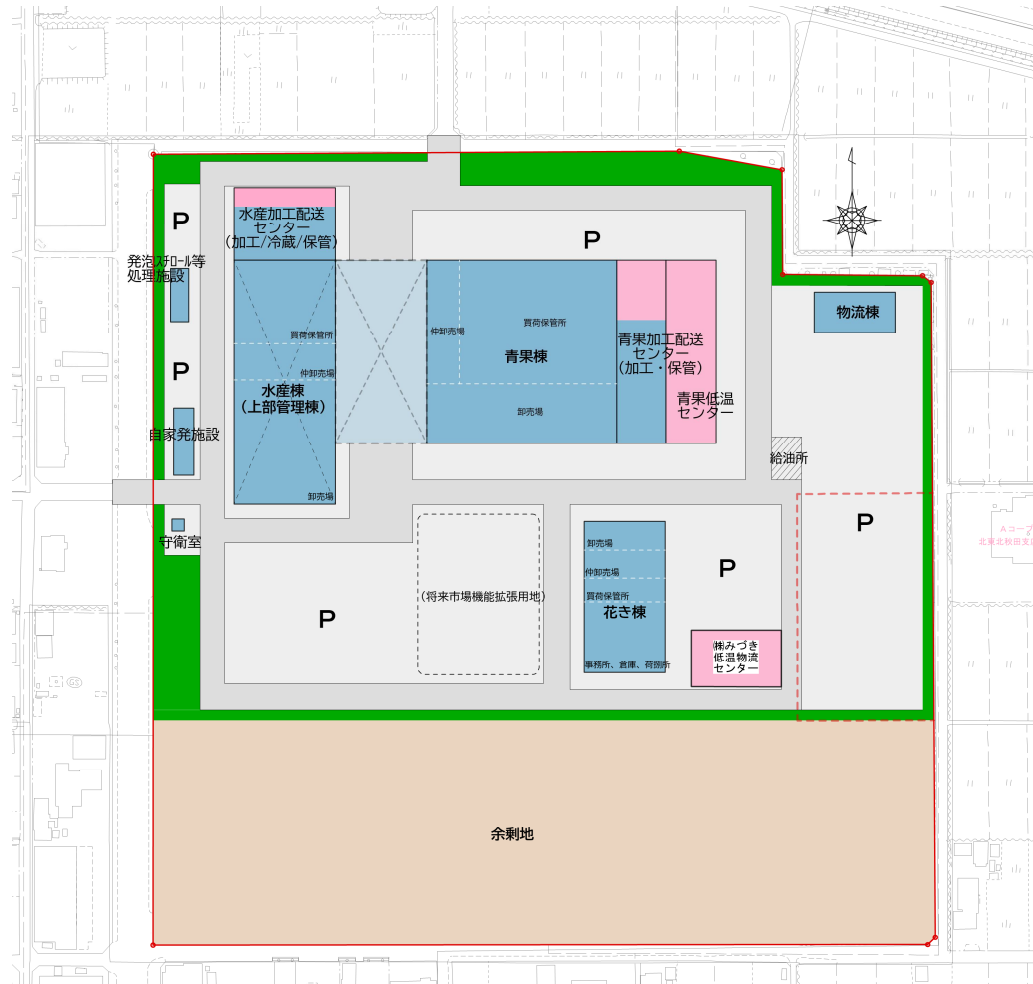 P
水産加工配送
センター
（加工/冷蔵/保管）
発泡ｽﾁﾛｰﾙ等
処理施設
P
物流棟
買荷保管所
仲卸売場
買荷保管所
青果棟
青果加工配送
センター
（加工・保管）
P
仲卸売場
水産棟
（上部管理棟）
卸売場
青果低温
センター
自家発施設
給油所
卸売場
P
守衛室
卸売場
P
仲卸売場
（将来市場機能拡張用地）
買荷保管所
花き棟
P
㈱みづき
低温物流
センター
事務所、倉庫、荷捌所
Ａコープ
北東北秋田支
GS
余剰地